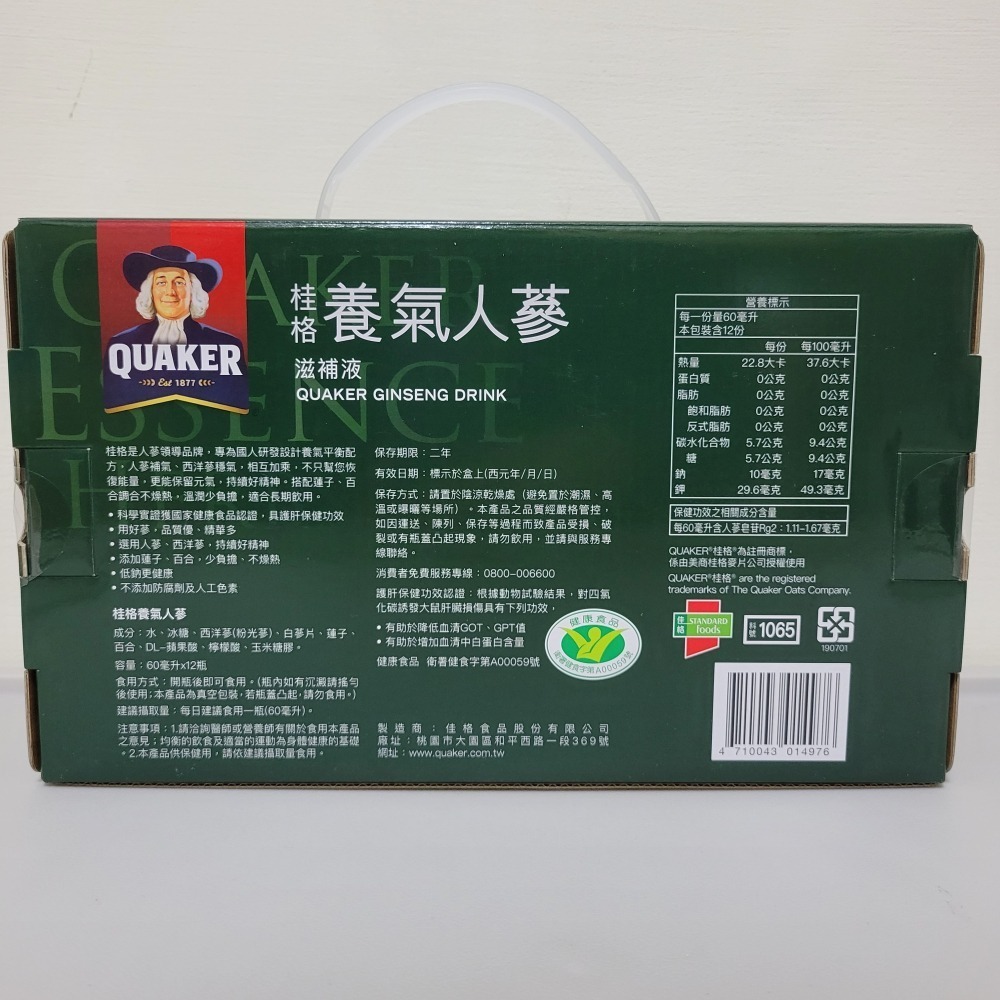 QUAKER
ESSENCE
QUAKER
Est 1877
桂格
養氣人蔘
滋補液
QUAKER GINSENG DRINK
桂格是人蔘領導品牌，專為國人研發設計養氣平衡配
方，人蔘補氣、西洋蔘穩氣，相互加乘，不只幫您恢
復能量，更能保留元氣，持續好精神。搭配蓮子、百
合調合不燥熱，溫潤少負擔，適合長期飲用。
• 科學實證獲國家健康食品認證，具護肝保健功效
• 用好蔘，品質優、精華多
• 選用人蔘、西洋蔘，持續好精神
• 添加蓮子、百合，少負擔、不燥熱
• 低鈉更健康
• 不添加防腐劑及人工色素
桂格養氣人蔘
成分：水、冰糖、西洋蔘(粉光蔘)、白蔘片、蓮子、
百合、DL-蘋果酸、檸檬酸、玉米糖膠。
容量：60毫升x12瓶
食用方式：開瓶後即可食用。(瓶內如有沉澱請搖勻
後使用；本產品為真空包裝，若瓶蓋凸起，請勿食用。)
建議攝取量：每日建議食用一瓶(60毫升)。
注意事項：1.請洽詢醫師或營養師有關於食用本產品
之意見；均衡的飲食及適當的運動為身體健康的基礎
。2.本產品供保健用，請依建議攝取量食用。
保存期限：二年
有效日期：標示於盒上(西元年/月/日)
保存方式：請置於陰涼乾燥處（避免置於潮濕、高
溫或曝曬等場所）。本產品之品質經嚴格管控，
如因運送、陳列、保存等過程而致產品受損、破
裂或有瓶蓋凸起現象，請勿飲用，並請與服務專
線聯絡。
消費者免費服務專線：0800-006600
護肝保健功效認證：根據動物試驗結果，對四氯
化碳誘發大鼠肝臟損傷具有下列功效，
• 有助於降低血清GOT、GPT值
• 有助於增加血清中白蛋白含量
健康食品 衛署健食字第A00059號
健康食品
衛署健食字第A00059號
製造商：佳格食品股份有限公司
廠址：桃園市大園區和平西路一段369號
網址：www.quaker.com.tw
營養標示
每一份量60毫升
本包裝含12份
每份 每100毫升
熱量 22.8大卡 37.6大卡
蛋白質 0公克 0公克
脂肪 0公克 0公克
飽和脂肪 0公克 0公克
反式脂肪 0公克 0公克
碳水化合物 5.7公克 9.4公克
糖 5.7公克 9.4公克
鈉 10毫克 17毫克
鉀 29.6毫克 49.3毫克
保健功效之相關成分含量
每60毫升含人蔘皂苷Rg2：1.11-1.67毫克
QUAKER®桂格®為註冊商標，
係由美商桂格麥片公司授權使用
QUAKER®桂格® are the registered
trademarks of The Quaker Oats Company.
佳格
STANDARD
foods
料號 1065
190701
4 710043 014976